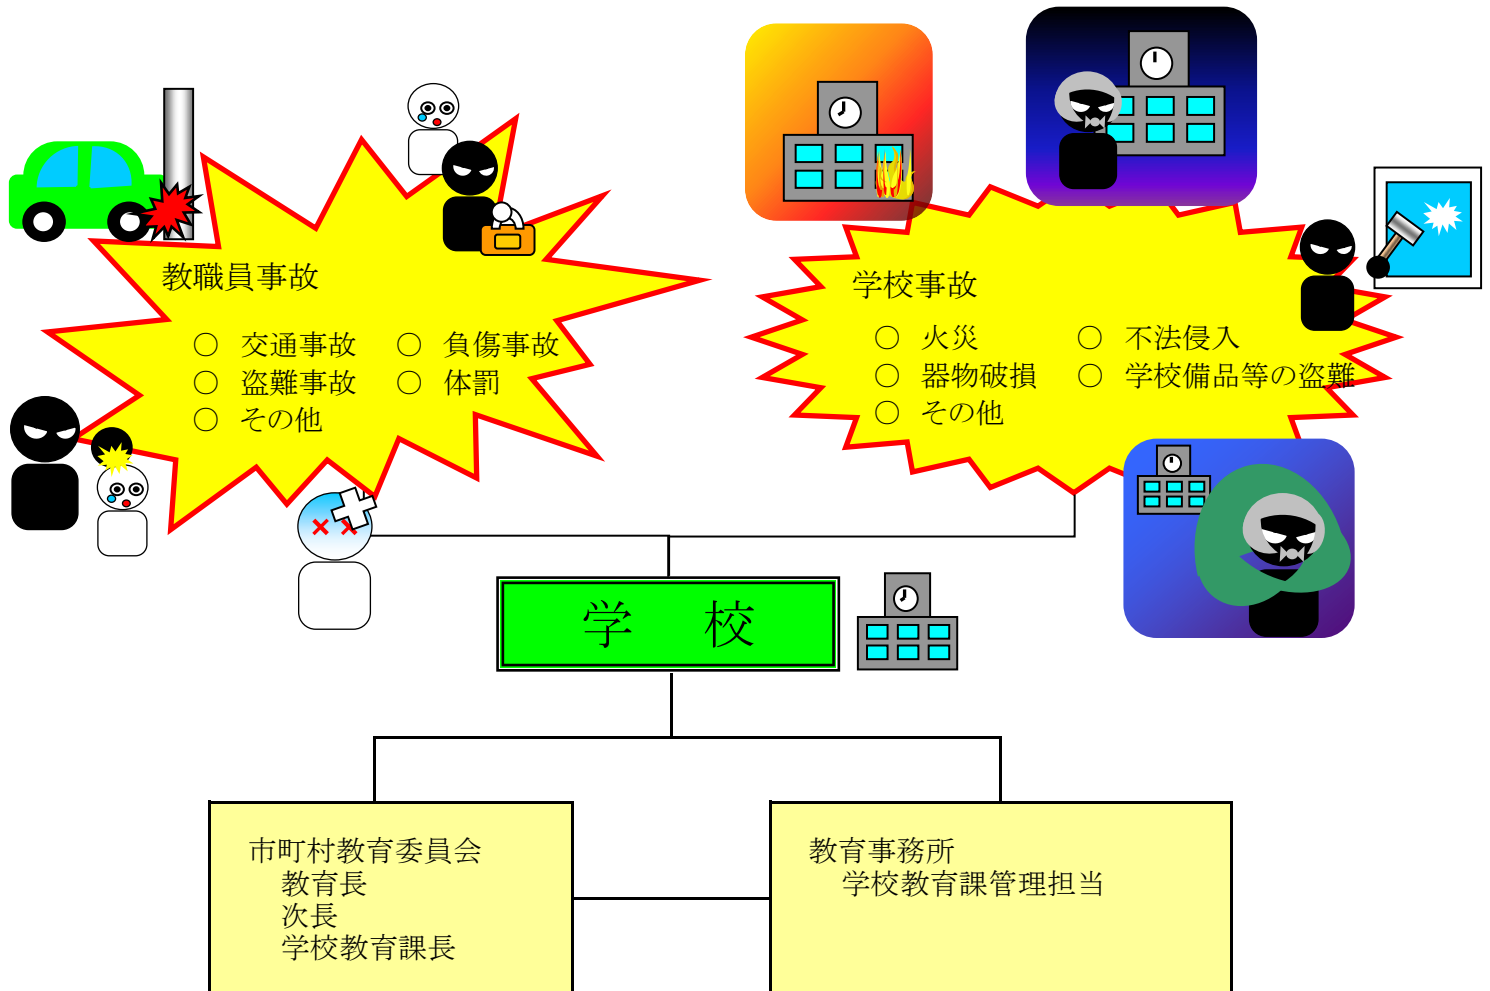 教職員事故
○ 交通事故 ○ 負傷事故
○ 盗難事故 ○ 体罰
○ その他
学校事故
○ 火災 ○ 不法侵入
○ 器物破損 ○ 学校備品等の盗難
○ その他
学 校
市町村教育委員会
教育長
次長
学校教育課長
教育事務所
学校教育課管理担当